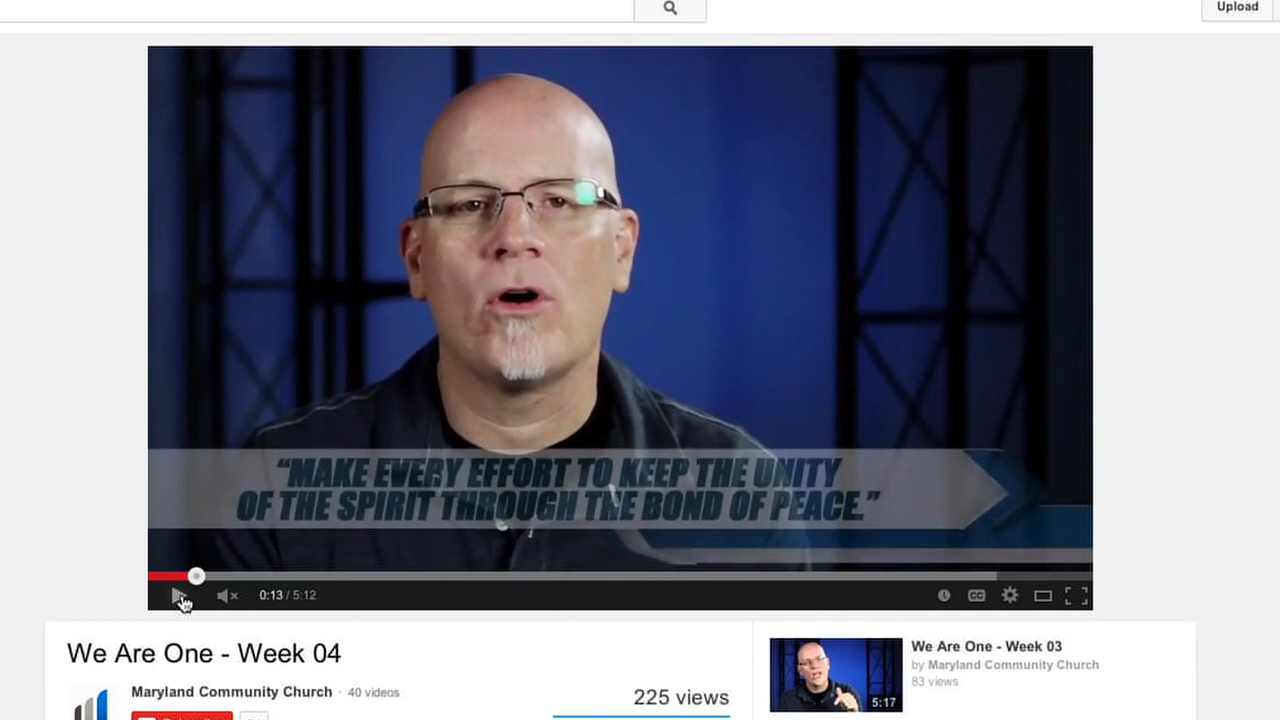 Upload
“MAKE EVERY EFFORT TO KEEP THE UNITY
OF THE SPIRIT THROUGH THE BOND OF PEACE.”
0:13 / 5:12
CC
We Are One - Week 04
Maryland Community Church · 40 videos
225 views
We Are One - Week 03
by Maryland Community Church
83 views
5:17